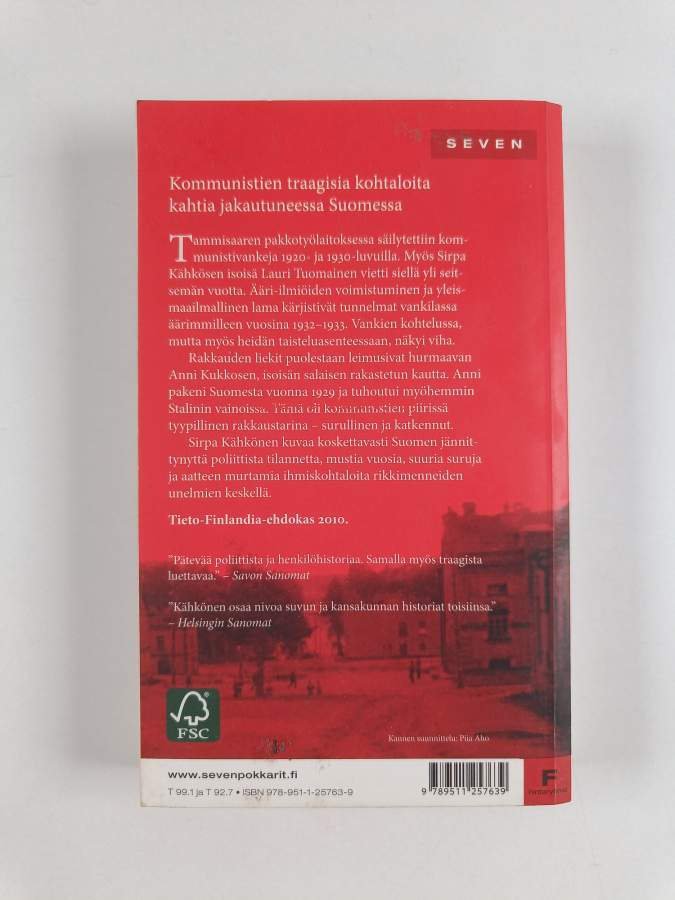 SEVEN
Kommunistien traagisia kohtaloita
kahtia jakautuneessa Suomessa
Tammisaaren pakkotyölaitoksessa säilytettiin kom-
munistivankeja 1920- ja 1930-luvuilla. Myös Sirpa
Kähkösen isoisä Lauri Tuomainen vietti siellä yli seit-
semän vuotta. Ääri-ilmiöiden voimistuminen ja yleis-
maailmallinen lama kärjistivät tunnelmat vankilassa
äärimmilleen vuosina 1932–1933. Vankien kohtelussa,
mutta myös heidän taisteluasenteessaan, näkyi viha.
Rakkauden liekit puolestaan leimusivat hurmaavan
Anni Kukkosen, isoisän salaisen rakastetun kautta. Anni
pakeni Suomesta vuonna 1929 ja tuhoutui myöhemmin
Stalinin vainoissa. Tämä oli kommunistien piirissä
tyypillinen rakkaustarina – surullinen ja katkennut.
Sirpa Kähkönen kuvaa koskettavasti Suomen jännit-
tynyttä poliittista tilannetta, mustia vuosia, suuria suruja
ja aatteen murtamia ihmiskohtaloita rikkimenneiden
unelmien keskellä.
Tieto-Finlandia-ehdokas 2010.
”Pätevää poliittista ja henkilöhistoriaa. Samalla myös traagista
luettavaa.” – Savon Sanomat
”Kähkönen osaa nivoa suvun ja kansakunnan historiat toisiinsa.”
– Helsingin Sanomat
FSC
Kannen suunnittelu: Piia Aho
www.sevenpokkarit.fi
T 99.1 ja T 92.7 • ISBN 978-951-1-25763-9
9 789511 257639
F